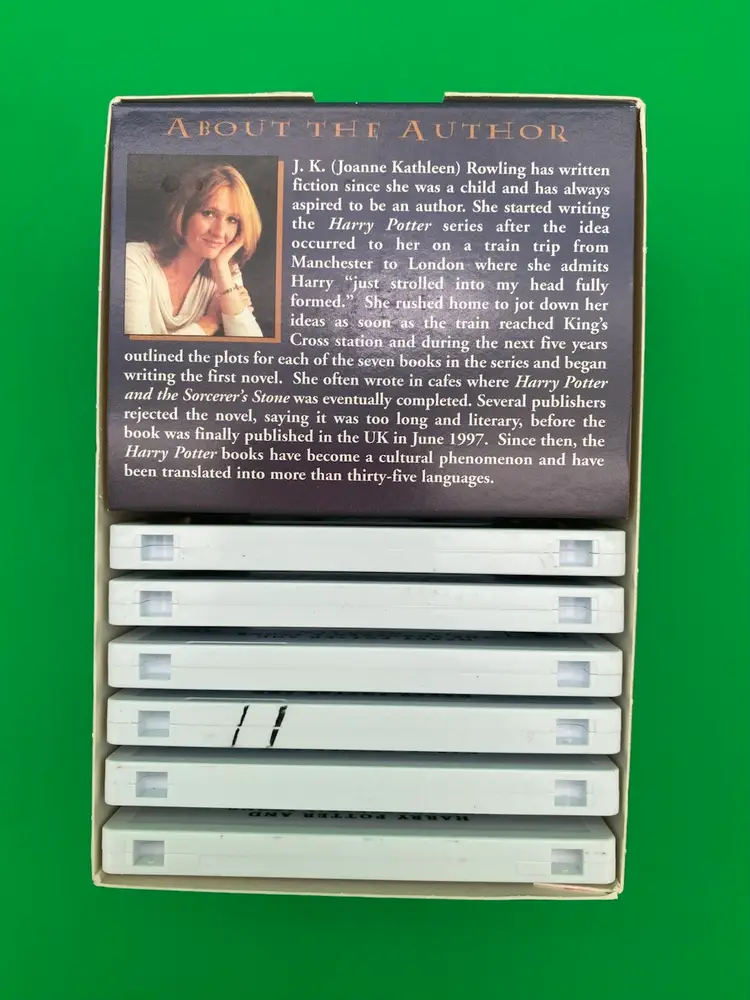 ABOUT THE AUTHOR
J. K. (Joanne Kathleen) Rowling has written
fiction since she was a child and has always
aspired to be an author. She started writing
the Harry Potter series after the idea
occurred to her on a train trip from
Manchester to London where she admits
Harry “just strolled into my head fully
formed.” She rushed home to jot down her
ideas as soon as the train reached King’s
Cross station and during the next five years
outlined the plots for each of the seven books in the series and began
writing the first novel. She often wrote in cafes where Harry Potter
and the Sorcerer’s Stone was eventually completed. Several publishers
rejected the novel, saying it was too long and literary, before the
book was finally published in the UK in June 1997. Since then, the
Harry Potter books have become a cultural phenomenon and have
been translated into more than thirty-five languages.
11
HARRY POTTER AND